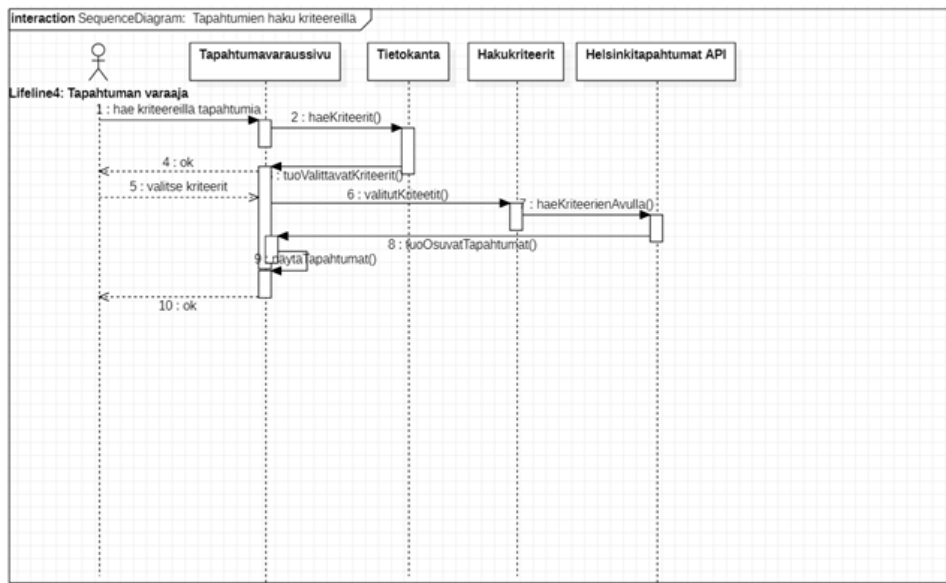 interaction SequenceDiagram: Tapahtumien haku kriteereillä
Tapahtumavaraussivu
Tietokanta
Hakukriteerit
Helsinkitapahtumat API
Lifeline4: Tapahtuman varaaja
1 : hae kriteereillä tapahtumia
2 : haeKriteerit()
4 : ok
: tuoValittavatKriteerit()
5 : valitse kriteerit
6 : valitutKriteetit()
7 : haeKriteerienAvulla()
8 : tuoOsuvatTapahtumat()
9 : näytäTapahtumat()
10 : ok